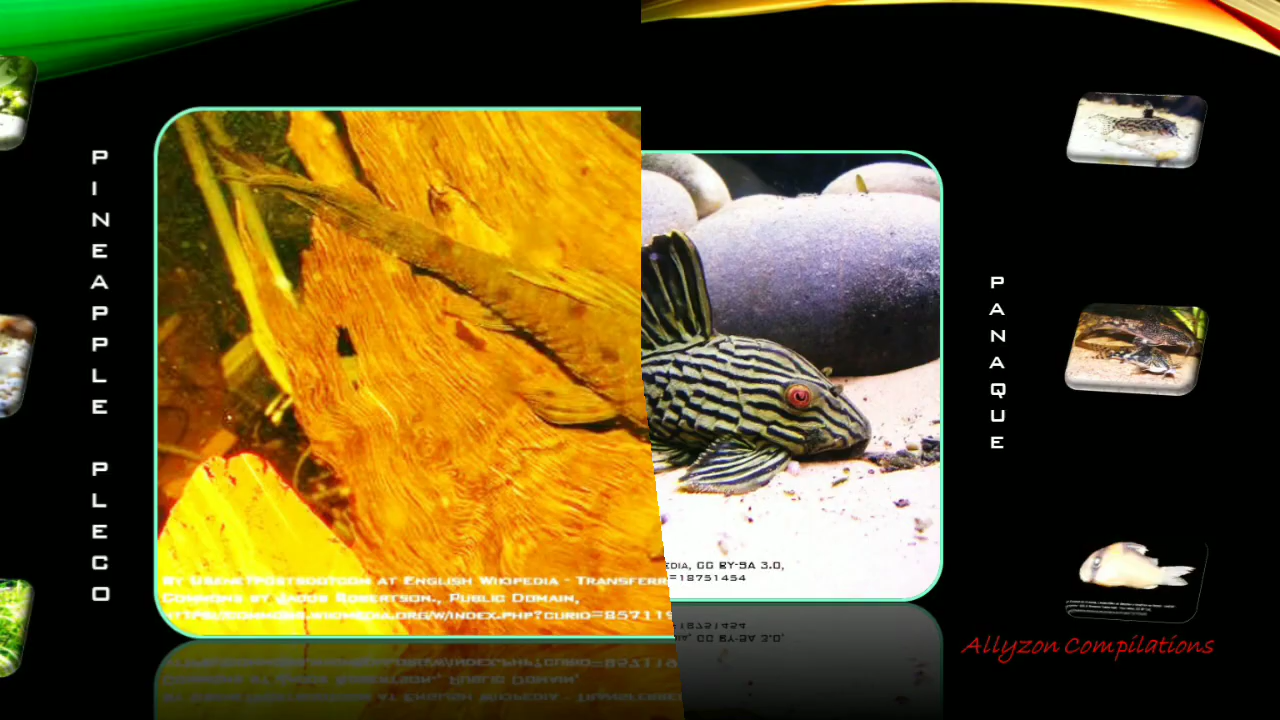 PINEAPPLE PLECO
BY USENETPOSTSDOTCOM AT ENGLISH WIKIPEDIA - TRANSFERR
COMMONS BY JACOB ROBERTSON., PUBLIC DOMAIN,
PANAQUE
EDIA, CC BY-SA 3.0,
=18751454
Allyzon Compilations